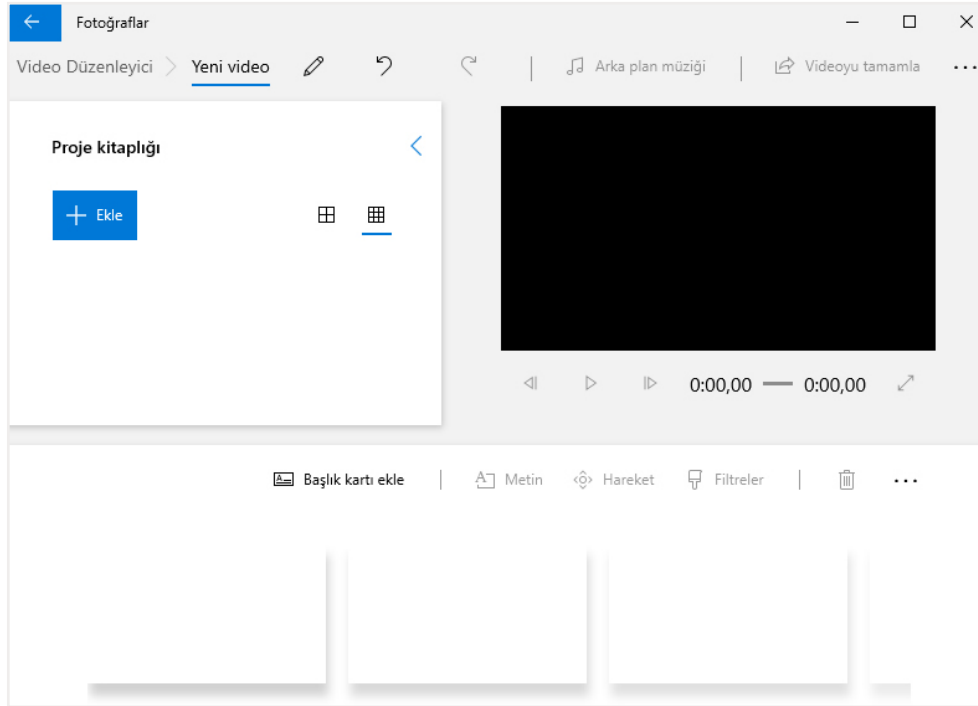 Fotoğraflar
Video Düzenleyici Yeni video Arka plan müziği Videoyu tamamla
Proje kitaplığı
Ekle
0:00,00 0:00,00
Başlık kartı ekle Metin Hareket Filtreler